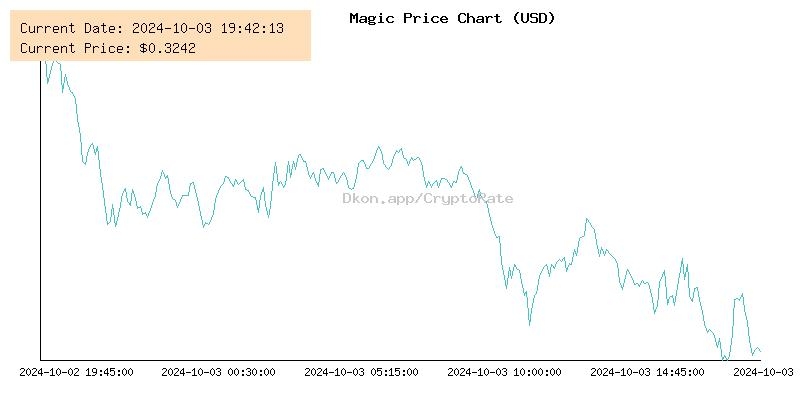 Magic Price Chart (USD)
Current Date: 2024-10-03 19:42:13
Current Price: $0.3242
Dkon.app/CryptoRate
2024-10-02 19:45:00 2024-10-03 00:30:00 2024-10-03 05:15:00 2024-10-03 10:00:00 2024-10-03 14:45:00 2024-10-03